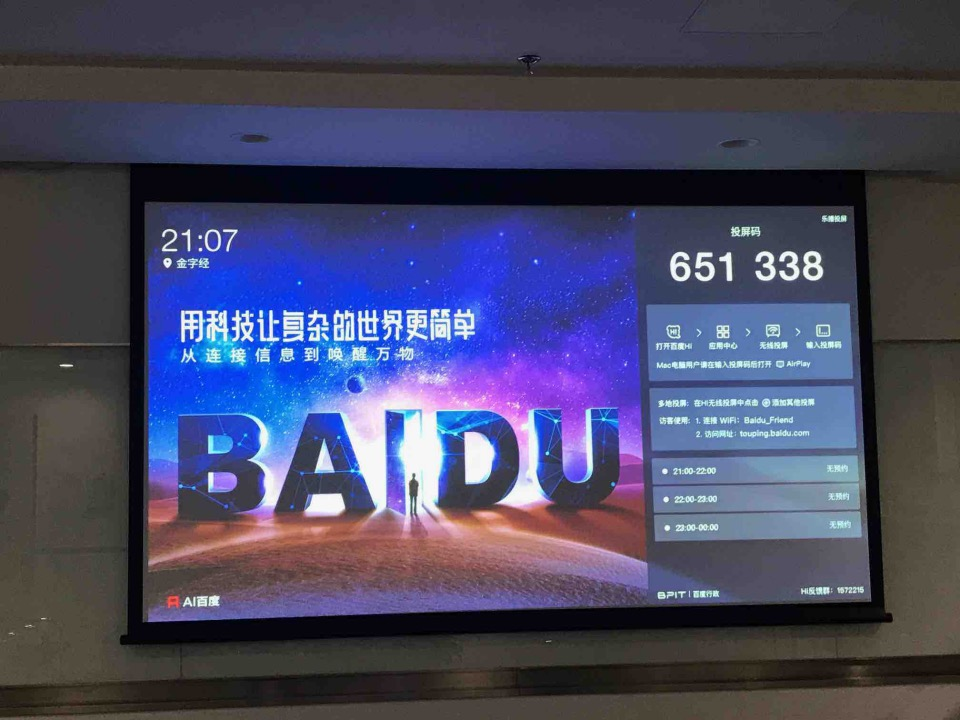 21:07
金字经
用科技让复杂的世界更简单
从连接信息到唤醒万物
BAIDU
AI百度
乐播投屏
投屏码
651 338
打开百度Hi > 应用中心 > 无线投屏 > 输入投屏码
Mac电脑用户请在输入投屏码后打开 AirPlay
多地投屏: 在Hi无线投屏中点击 添加其他投屏
访客使用: 1. 连接 WiFi: Baidu_Friend
2. 访问网址: touping.baidu.com
21:00-22:00 无预约
22:00-23:00 无预约
23:00-00:00 无预约
BPIT | 百度行政
Hi反馈群: 1572215